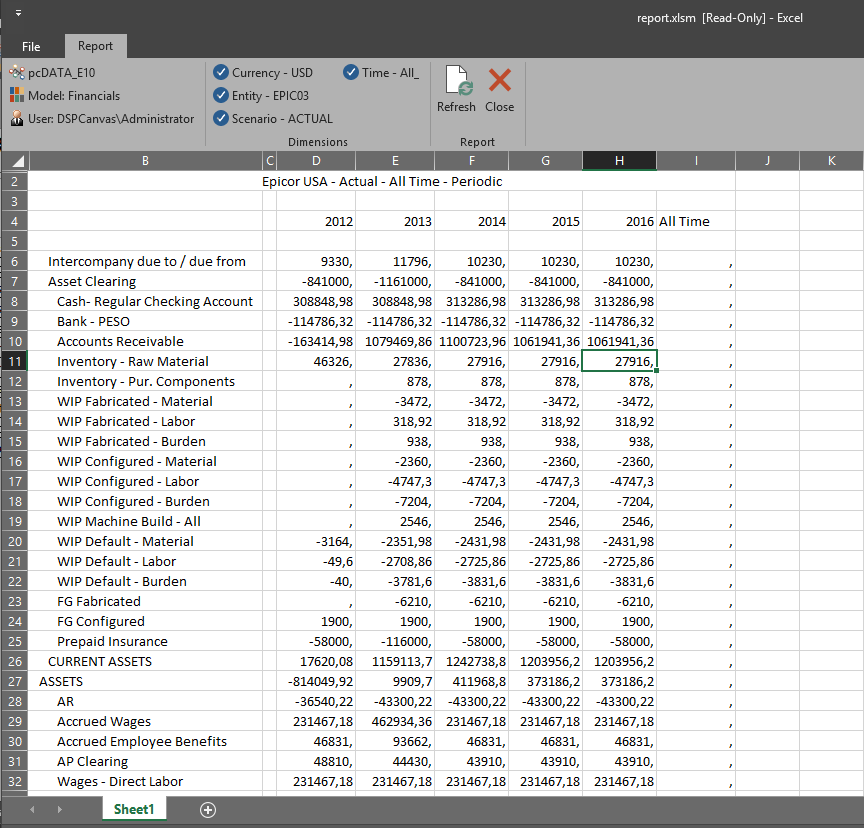 report.xlsm [Read-Only] - Excel
File Report
pcDATA_E10 Currency - USD Time - All_
Model: Financials Entity - EPIC03
User: DSPCanvas\Administrator Scenario - ACTUAL
Refresh Close
Dimensions Report
B C D E F G H I J K
2 Epicor USA - Actual - All Time - Periodic
3
4 2012 2013 2014 2015 2016 All Time
5
6 Intercompany due to / due from 9330, 11796, 10230, 10230, 10230, ,
7 Asset Clearing -841000, -1161000, -841000, -841000, -841000, ,
8 Cash- Regular Checking Account 308848,98 308848,98 313286,98 313286,98 313286,98 ,
9 Bank - PESO -114786,32 -114786,32 -114786,32 -114786,32 -114786,32 ,
10 Accounts Receivable -163414,98 1079469,86 1100723,96 1061941,36 1061941,36 ,
11 Inventory - Raw Material 46326, 27836, 27916, 27916, 27916, ,
12 Inventory - Pur. Components , 878, 878, 878, 878, ,
13 WIP Fabricated - Material , -3472, -3472, -3472, -3472, ,
14 WIP Fabricated - Labor , 318,92 318,92 318,92 318,92 ,
15 WIP Fabricated - Burden , 938, 938, 938, 938, ,
16 WIP Configured - Material , -2360, -2360, -2360, -2360, ,
17 WIP Configured - Labor , -4747,3 -4747,3 -4747,3 -4747,3 ,
18 WIP Configured - Burden , -7204, -7204, -7204, -7204, ,
19 WIP Machine Build - All , 2546, 2546, 2546, 2546, ,
20 WIP Default - Material -3164, -2351,98 -2431,98 -2431,98 -2431,98 ,
21 WIP Default - Labor -49,6 -2708,86 -2725,86 -2725,86 -2725,86 ,
22 WIP Default - Burden -40, -3781,6 -3831,6 -3831,6 -3831,6 ,
23 FG Fabricated , -6210, -6210, -6210, -6210, ,
24 FG Configured 1900, 1900, 1900, 1900, 1900, ,
25 Prepaid Insurance -58000, -116000, -58000, -58000, -58000, ,
26 CURRENT ASSETS 17620,08 1159113,7 1242738,8 1203956,2 1203956,2 ,
27 ASSETS -814049,92 9909,7 411968,8 373186,2 373186,2 ,
28 AR -36540,22 -43300,22 -43300,22 -43300,22 -43300,22 ,
29 Accrued Wages 231467,18 462934,36 231467,18 231467,18 231467,18 ,
30 Accrued Employee Benefits 46831, 93662, 46831, 46831, 46831, ,
31 AP Clearing 48810, 44430, 43910, 43910, 43910, ,
32 Wages - Direct Labor 231467,18 231467,18 231467,18 231467,18 231467,18 ,
Sheet1